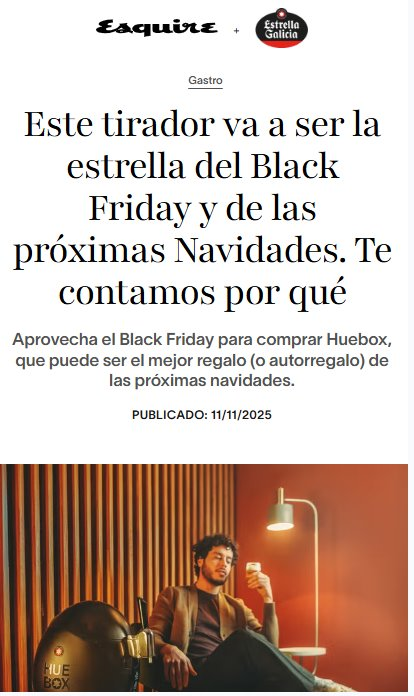 Esquire + Estrella Galicia
Gastro
Este tirador va a ser la
estrella del Black
Friday y de las
próximas Navidades. Te
contamos por qué
Aprovecha el Black Friday para comprar Huebox,
que puede ser el mejor regalo (o autorregalo) de
las próximas navidades.
PUBLICADO: 11/11/2025
HUE
BOX